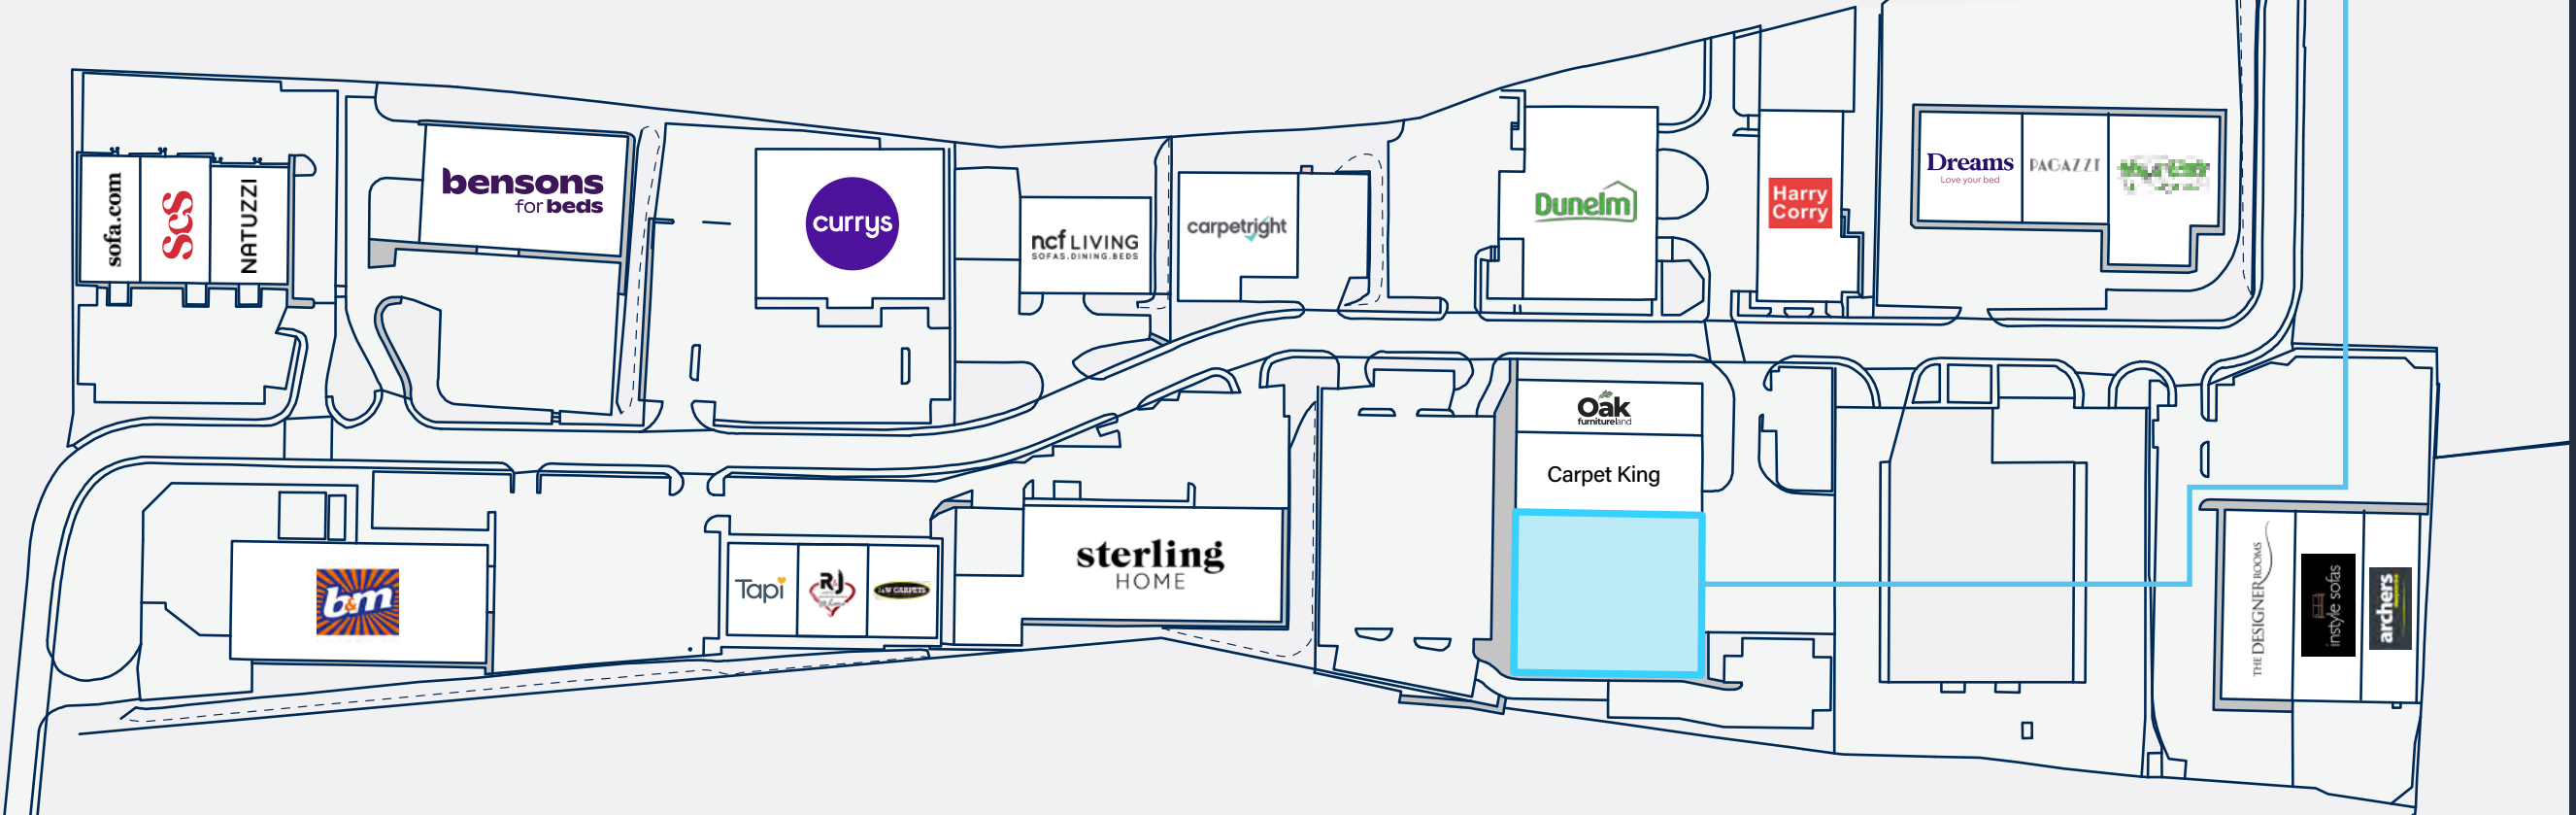 sofa.com
SCS
NATUZZI
bensons
for beds
currys
ncf LIVING
SOFAS.DINING.BEDS
carpetright
Dunelm
Harry
Corry
Dreams
Love your bed
PAGAZZI
Oak
furnitureland
Carpet King
b&m
Tapi
R&J
CARPETS
sterling
HOME
THE DESIGNER ROOMS
instyle sofas
archers